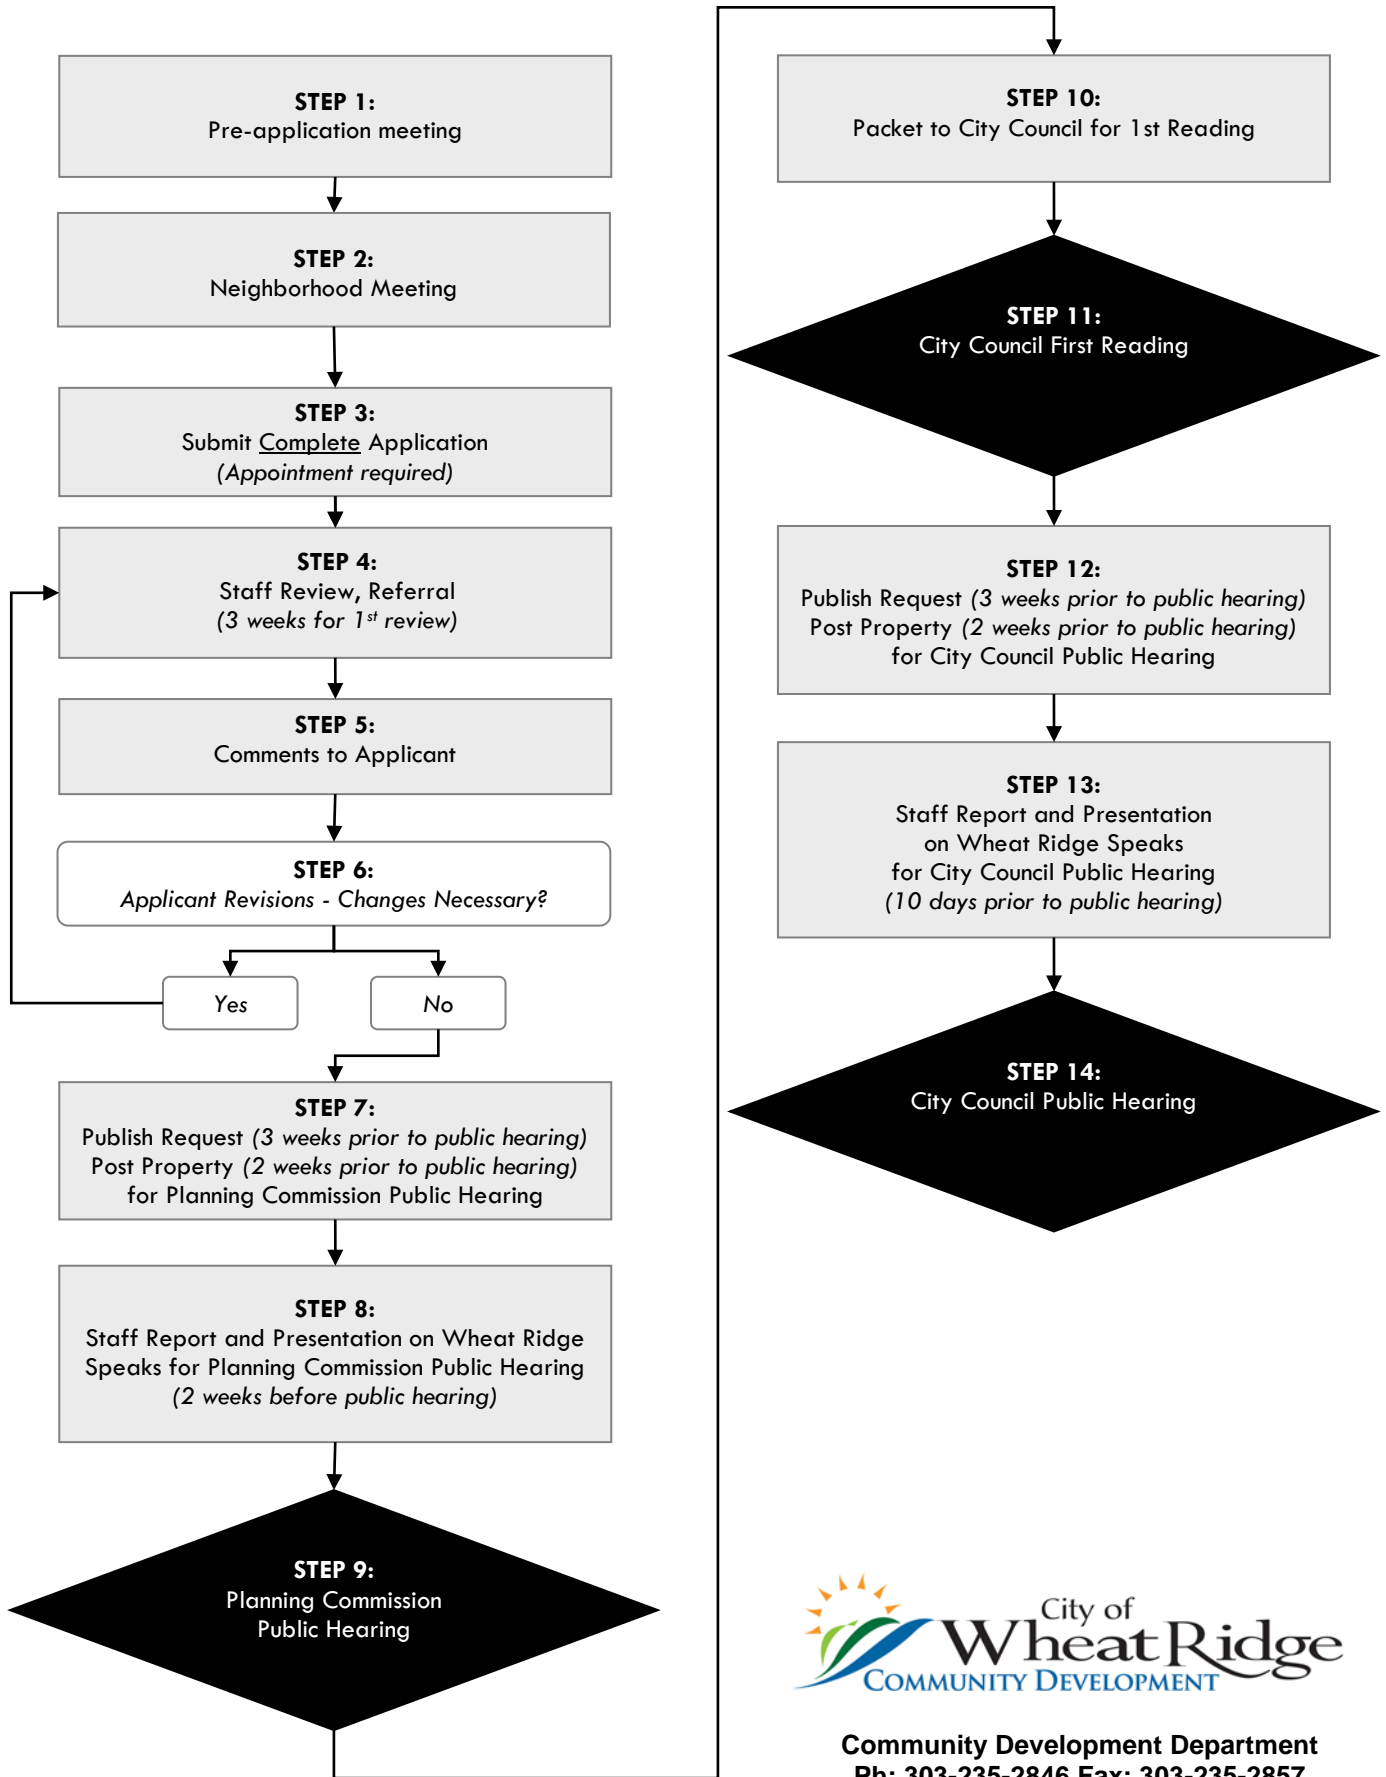 STEP 1:
Pre-application meeting
STEP 2:
Neighborhood Meeting
STEP 3:
Submit Complete Application
(Appointment required)
STEP 4:
Staff Review, Referral
(3 weeks for 1st review)
STEP 5:
Comments to Applicant
STEP 6:
Applicant Revisions - Changes Necessary?
Yes
No
STEP 7:
Publish Request (3 weeks prior to public hearing)
Post Property (2 weeks prior to public hearing)
for Planning Commission Public Hearing
STEP 8:
Staff Report and Presentation on Wheat Ridge
Speaks for Planning Commission Public Hearing
(2 weeks before public hearing)
STEP 9:
Planning Commission
Public Hearing
STEP 10:
Packet to City Council for 1st Reading
STEP 11:
City Council First Reading
STEP 12:
Publish Request (3 weeks prior to public hearing)
Post Property (2 weeks prior to public hearing)
for City Council Public Hearing
STEP 13:
Staff Report and Presentation
on Wheat Ridge Speaks
for City Council Public Hearing
(10 days prior to public hearing)
STEP 14:
City Council Public Hearing
City of
Wheat Ridge
COMMUNITY DEVELOPMENT
Community Development Department
Ph: 303-235-2846 Fax: 303-235-2857